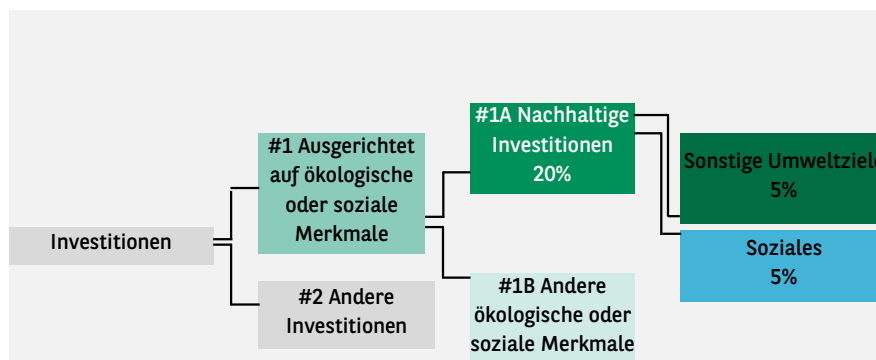 Investitionen
#1 Ausgerichtet
auf ökologische
oder soziale
Merkmale
#2 Andere
Investitionen
#1A Nachhaltige
Investitionen
20%
#1B Andere
ökologische oder
soziale Merkmale
Sonstige Umweltziele
5%
Soziales
5%